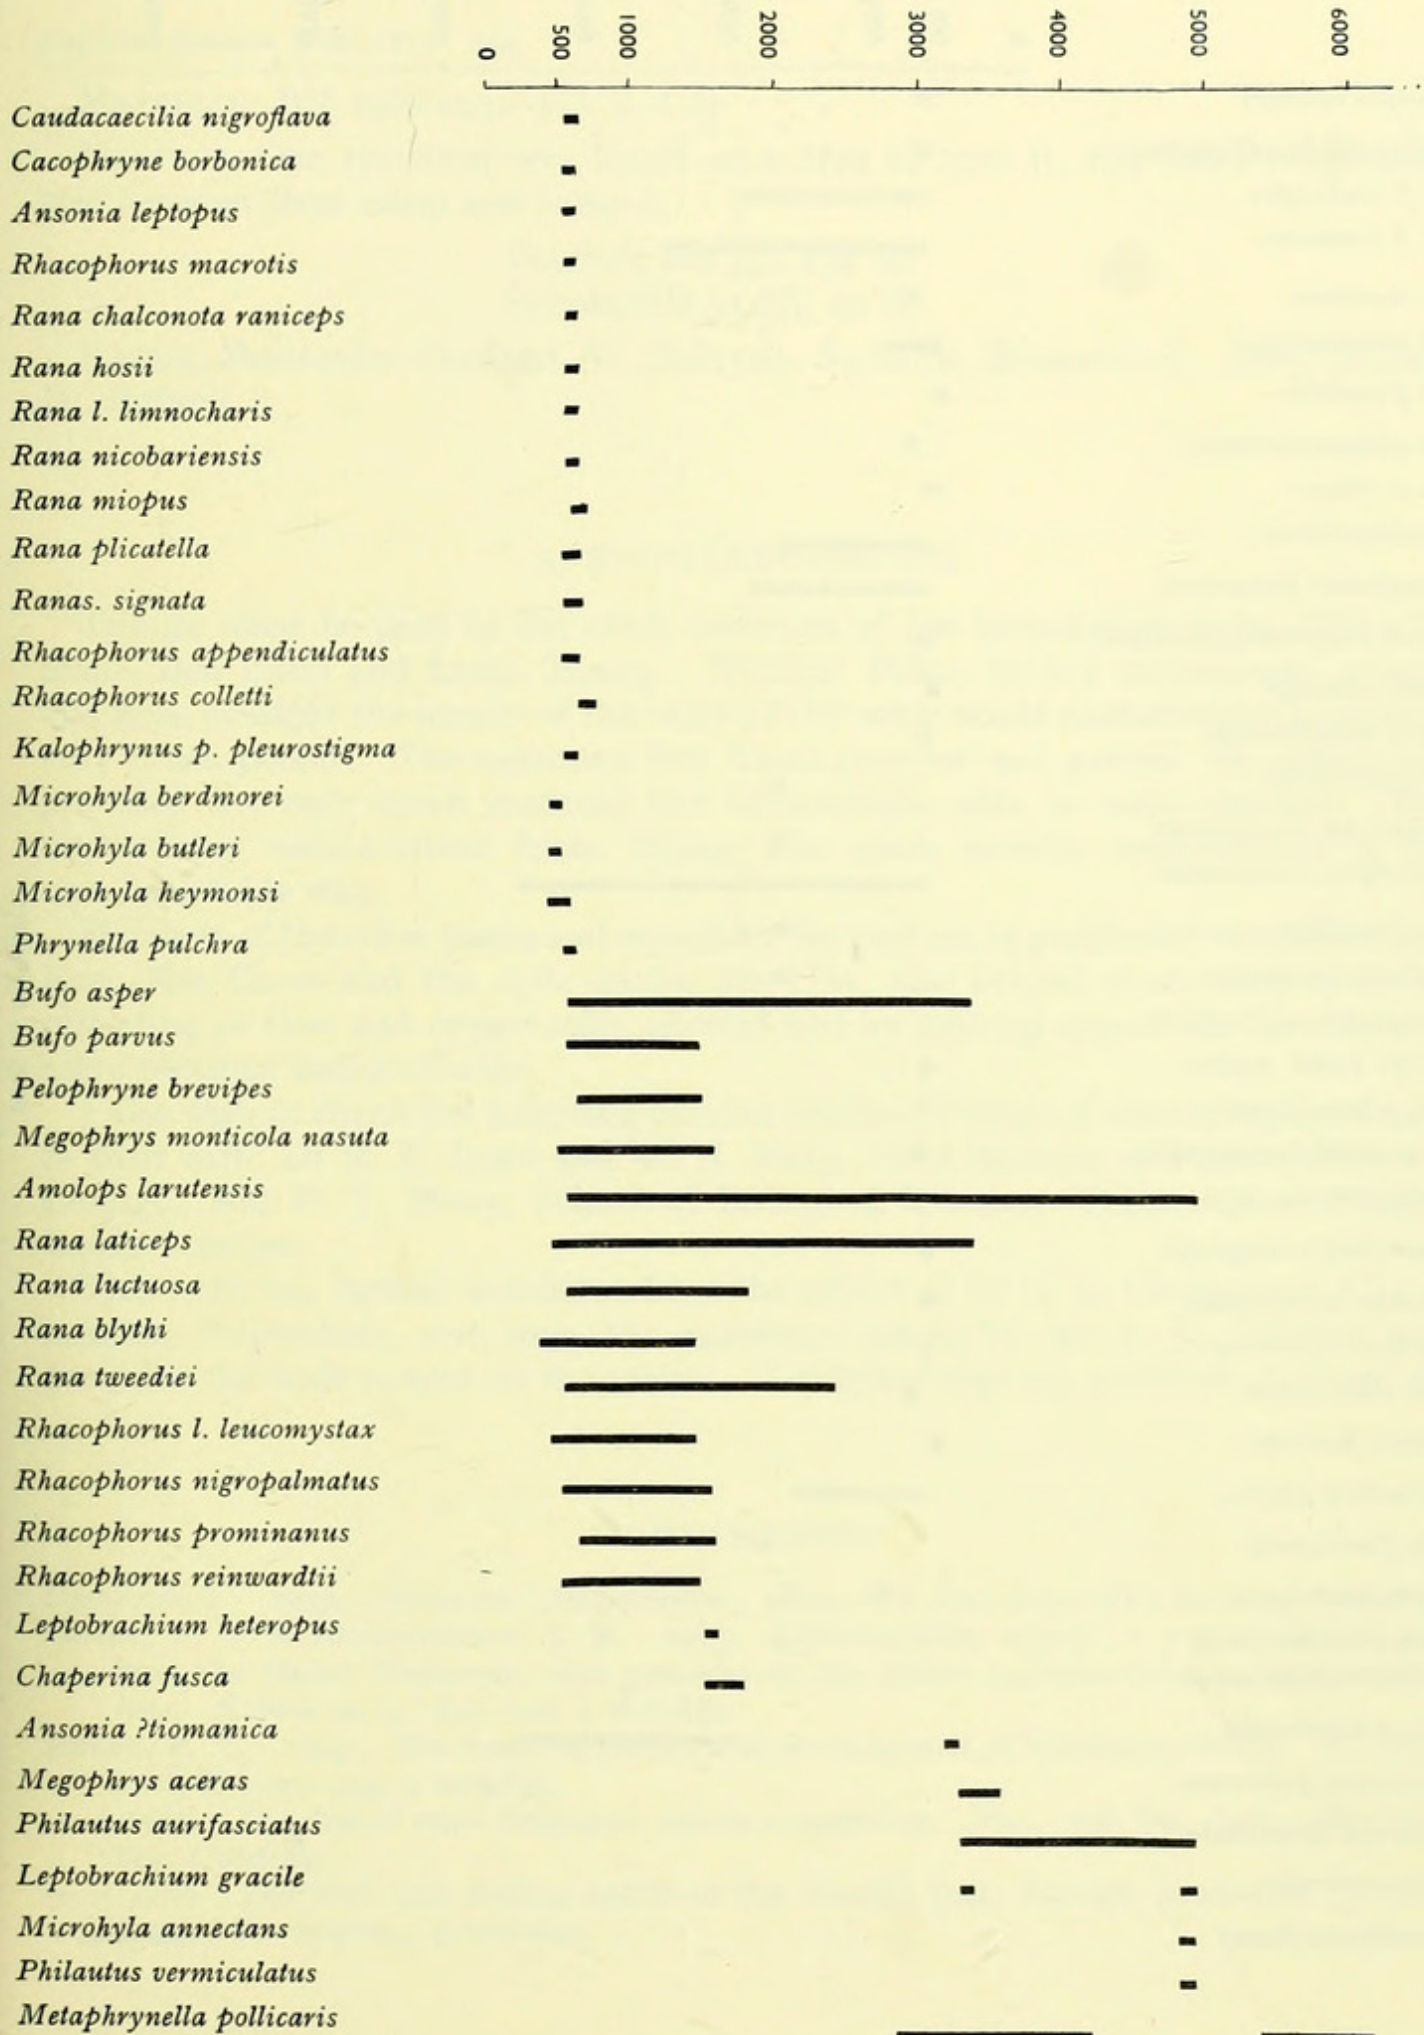 0
500
1000
2000
3000
4000
5000
6000
Caudacaecilia nigroflava
Cacophryne borbonica
Ansonia leptopus
Rhacophorus macrotis
Rana chalconota raniceps
Rana hosii
Rana l. limnocharis
Rana nicobariensis
Rana miopus
Rana plicatella
Ranas. signata
Rhacophorus appendiculatus
Rhacophorus colletti
Kalophrynus p. pleurostigma
Microhyla berdmorei
Microhyla butleri
Microhyla heymonsi
Phrynella pulchra
Bufo asper
Bufo parvus
Pelophryne brevipes
Megophrys monticola nasuta
Amolops larutensis
Rana laticeps
Rana luctuosa
Rana blythi
Rana tweediei
Rhacophorus l. leucomystax
Rhacophorus nigropalmatus
Rhacophorus prominanus
Rhacophorus reinwardtii
Leptobrachium heteropus
Chaperina fusca
Ansonia ?tiomanica
Megophrys aceras
Philautus aurifasciatus
Leptobrachium gracile
Microhyla annectans
Philautus vermiculatus
Metaphrynella pollicaris